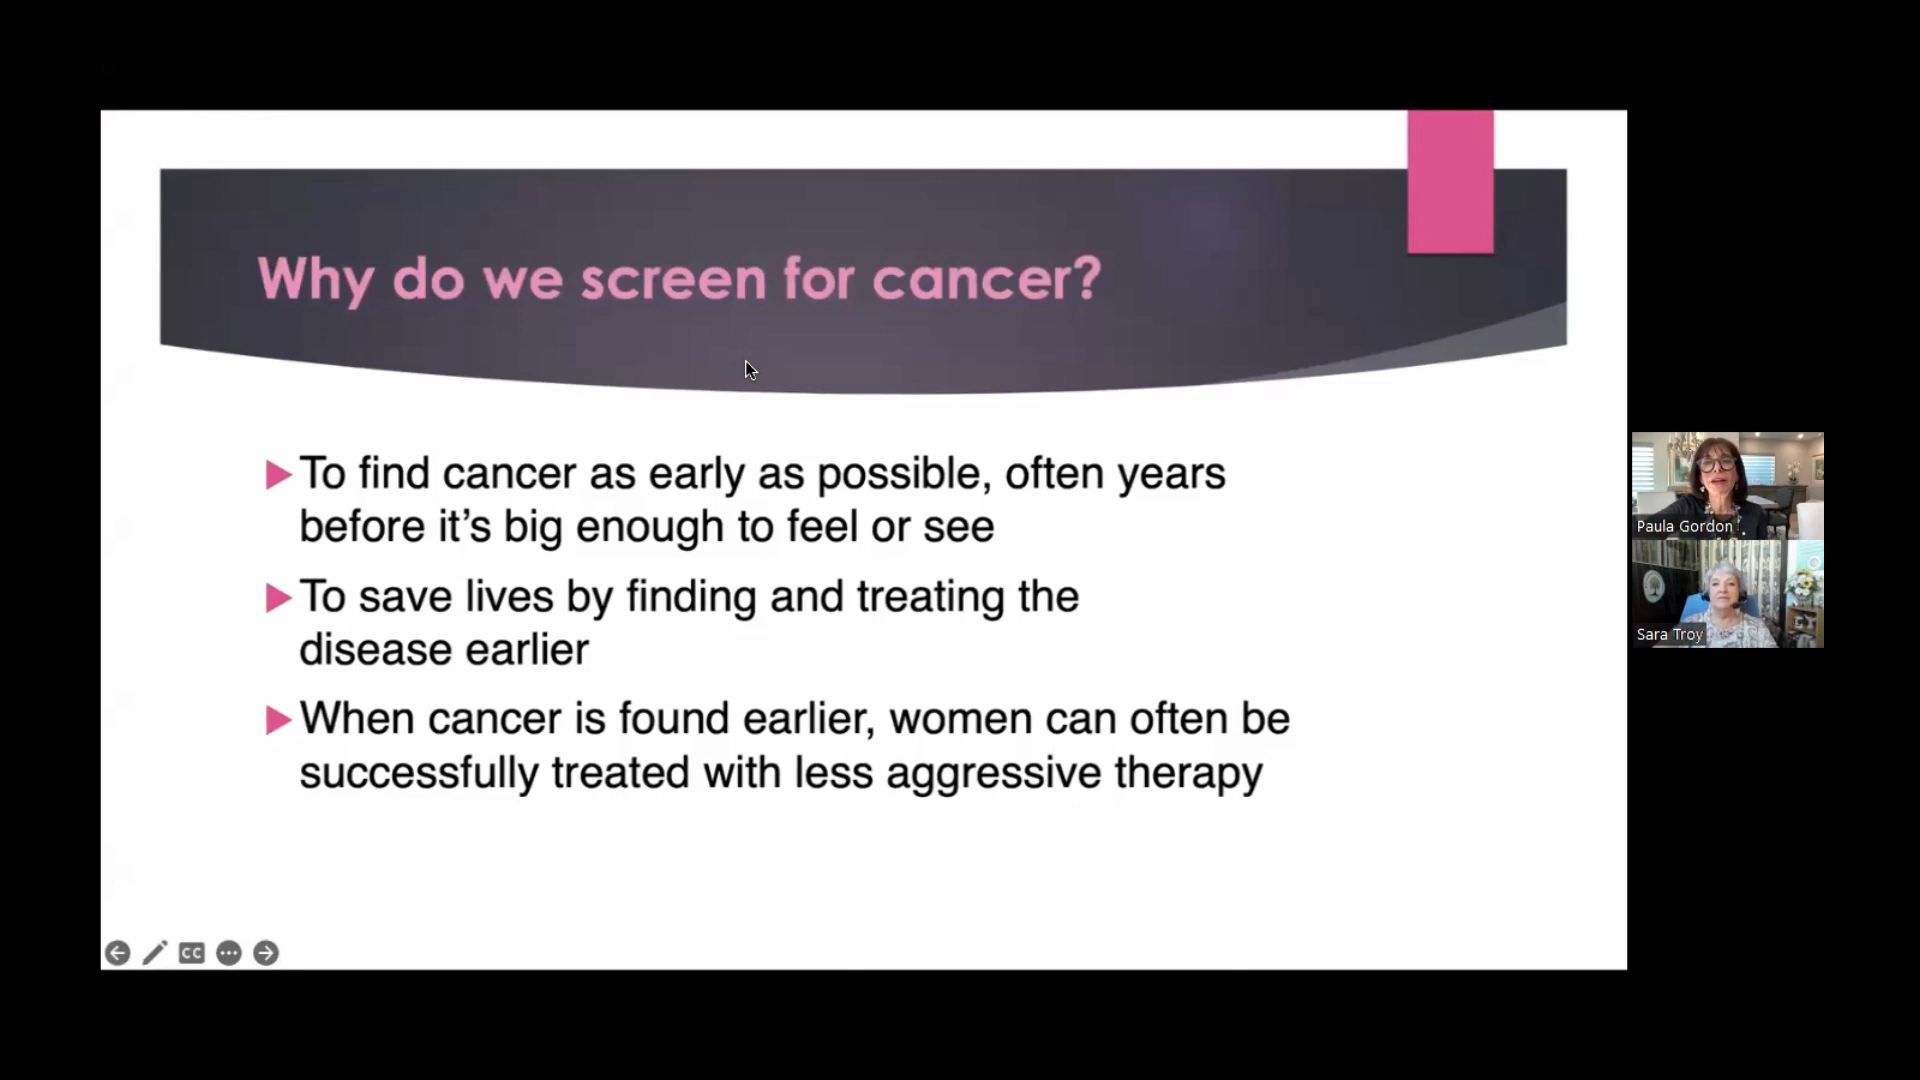 Why do we screen for cancer?
To find cancer as early as possible, often years
before it’s big enough to feel or see
To save lives by finding and treating the
disease earlier
When cancer is found earlier, women can often be
successfully treated with less aggressive therapy
CC
Paula Gordon
Sara Troy